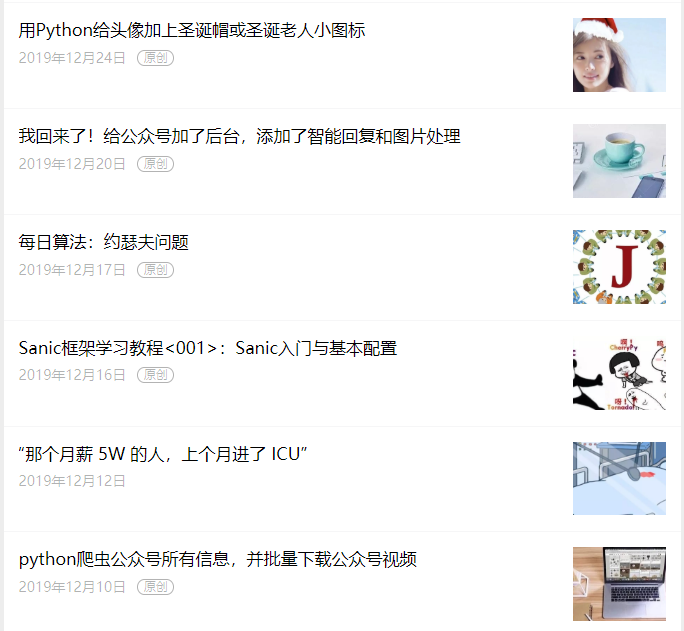 用Python给头像加上圣诞帽或圣诞老人小图标
2019年12月24日 原创
我回来了！给公众号加了后台，添加了智能回复和图片处理
2019年12月20日 原创
每日算法：约瑟夫问题
2019年12月17日 原创
J
Sanic框架学习教程<001>：Sanic入门与基本配置
2019年12月16日 原创
CherryPy
呀！
Tornado!
“那个月薪 5W 的人，上个月进了 ICU”
2019年12月12日
python爬虫公众号所有信息，并批量下载公众号视频
2019年12月10日 原创